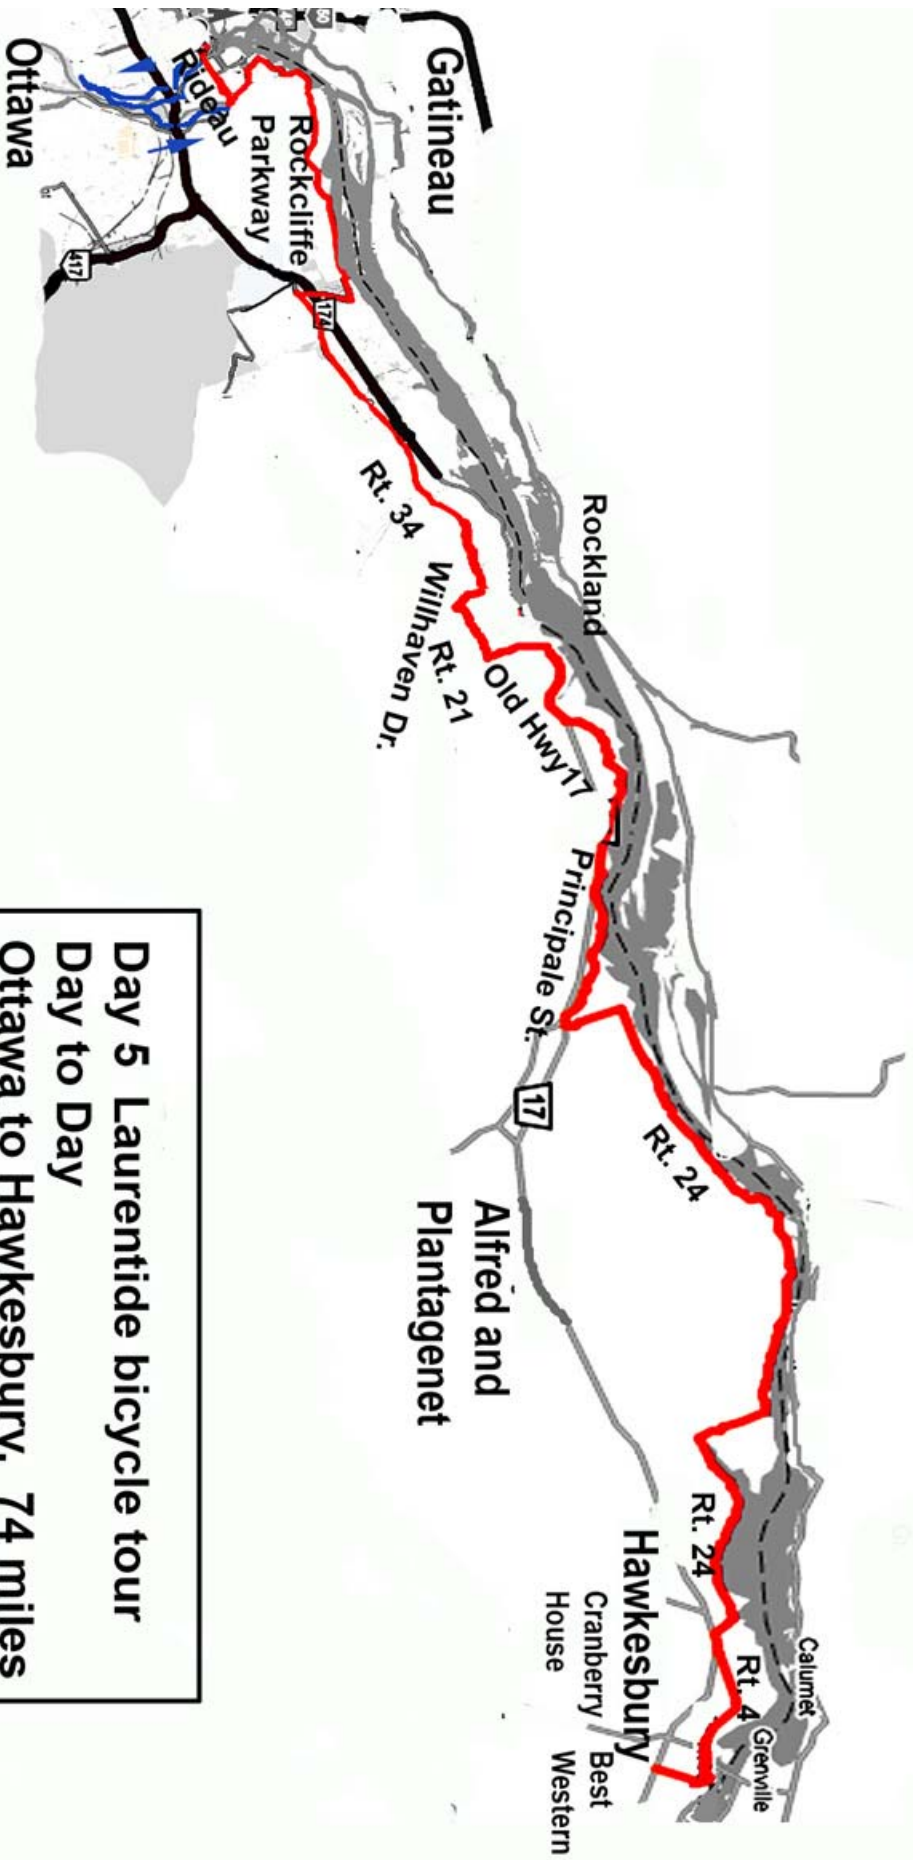 Gatineau
50
Ottawa
Rideau
Rockcliffe
Parkway
417
174
Rt. 34
Rockland
Willhaven Dr.
Rt. 21
Old Hwy17
Principale St.
17
Rt. 24
Alfred and
Plantagenet
Rt. 24
Hawkesbury
Cranberry
House
Rt. 4
Calumet
Grenville
Best
Western
Day 5 Laurentide bicycle tour
Day to Day
Ottawa to Hawkesbury. 74 miles